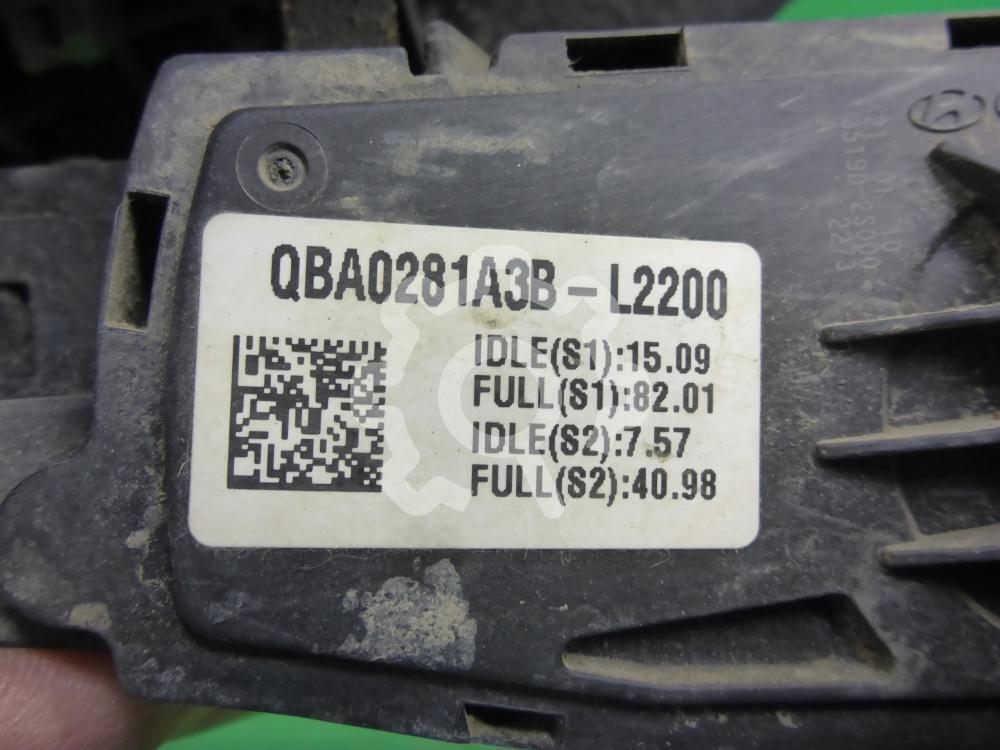 QBA0281A3B-L2200
IDLE(S1):15.09
FULL(S1):82.01
IDLE(S2):7.57
FULL(S2):40.98